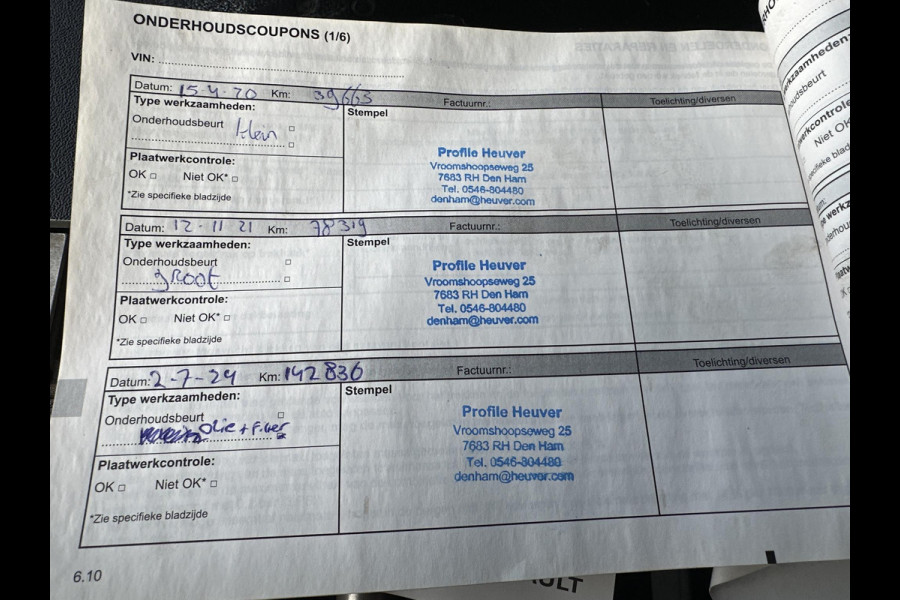 ONDERHOUDSCOUPONS (1/6)
VIN:
Datum: 15-4-20 Km: 39663 Factuurnr.: Toelichting/diversen
Type werkzaamheden: Stempel
Onderhoudsbeurt klein
Plaatwerkcontrole:
OK Niet OK*
*Zie specifieke bladzijde
Profile Heuver
Vroomshoopseweg 25
7683 RH Den Ham
Tel. 0546-804480
denham@heuver.com
Datum: 12-11-21 Km: 78319 Factuurnr.: Toelichting/diversen
Type werkzaamheden: Stempel
Onderhoudsbeurt
groot
Plaatwerkcontrole:
OK Niet OK*
*Zie specifieke bladzijde
Profile Heuver
Vroomshoopseweg 25
7683 RH Den Ham
Tel. 0546-804480
denham@heuver.com
Datum: 2-7-24 Km: 142836 Factuurnr.: Toelichting/diversen
Type werkzaamheden: Stempel
Onderhoudsbeurt
Olie + Filter
Plaatwerkcontrole:
OK Niet OK*
*Zie specifieke bladzijde
Profile Heuver
Vroomshoopseweg 25
7683 RH Den Ham
Tel. 0546-804480
denham@heuver.com
6.10